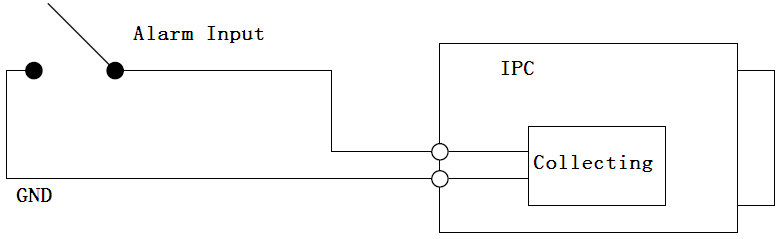 Alarm Input
IPC
Collecting
GND